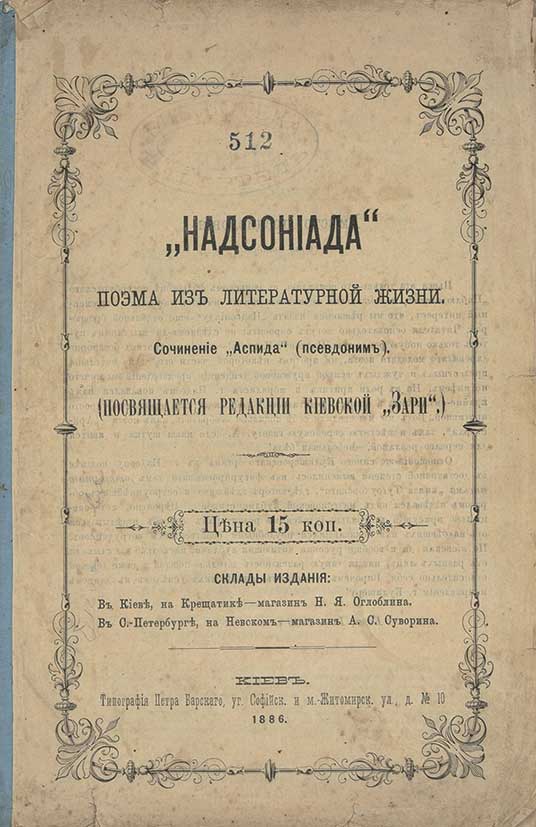 512
„НАДСОНІАДА“
ПОЭМА ИЗЪ ЛИТЕРАТУРНОЙ ЖИЗНИ.
Сочиненіе „Аспида“ (псевдонимъ).
(ПОСВЯЩАЕТСЯ РЕДАКЦІИ КІЕВСКОЙ „ЗАРИ“.)
Цѣна 15 коп.
СКЛАДЫ ИЗДАНІЯ:
Въ Кіевѣ, на Крещатикѣ—магазин Н. Я. Оглоблина.
Въ С.-Петербургѣ, на Невскомъ—магазин А. С. Суворина.
КІЕВЪ.
Типографія Петра Барскаго, уг. Софійск. и м.-Житомирск. ул., д. № 10
1886.